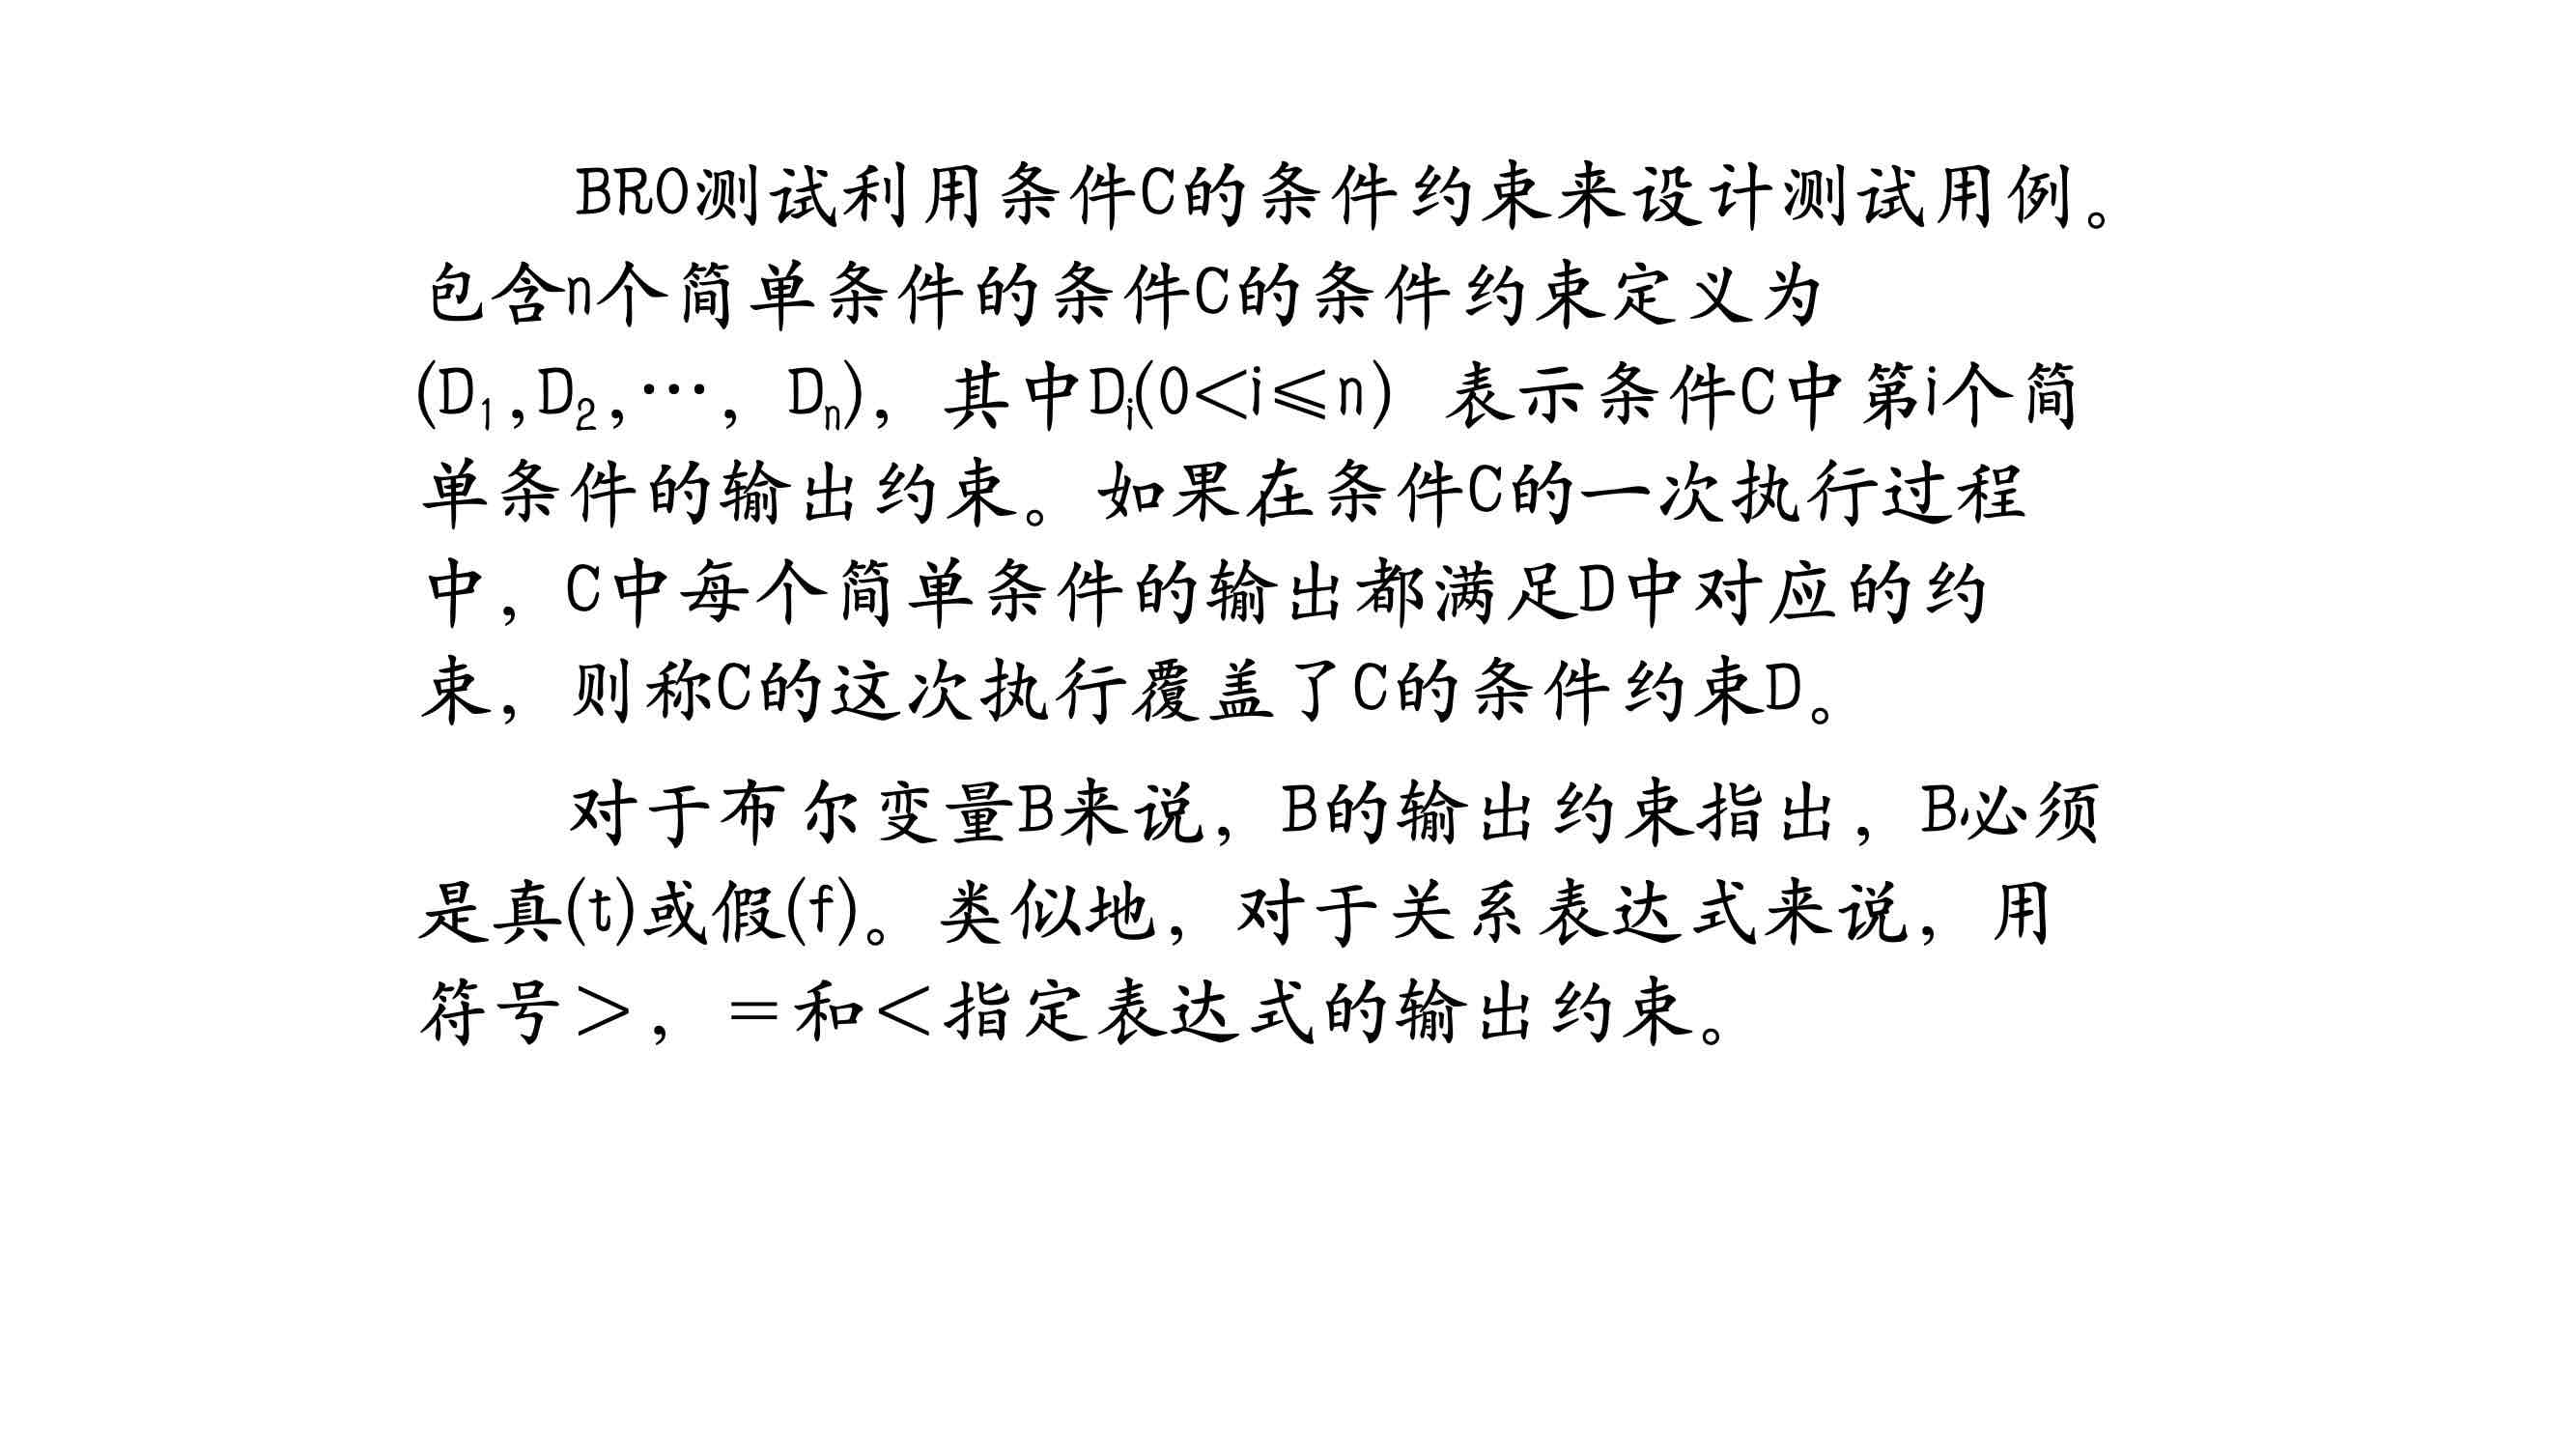 BRO测试利用条件C的条件约束来设计测试用例。
包含n个简单条件的条件C的条件约束定义为
(D₁,D₂,…, Dₙ), 其中Dᵢ(0<i≤n) 表示条件C中第i个简
单条件的输出约束。如果在条件C的一次执行过程
中, C中每个简单条件的输出都满足D中对应的约
束, 则称C的这次执行覆盖了C的条件约束D。
对于布尔变量B来说, B的输出约束指出, B必须
是真(t)或假(f)。类似地, 对于关系表达式来说, 用
符号>, =和<指定表达式的输出约束。